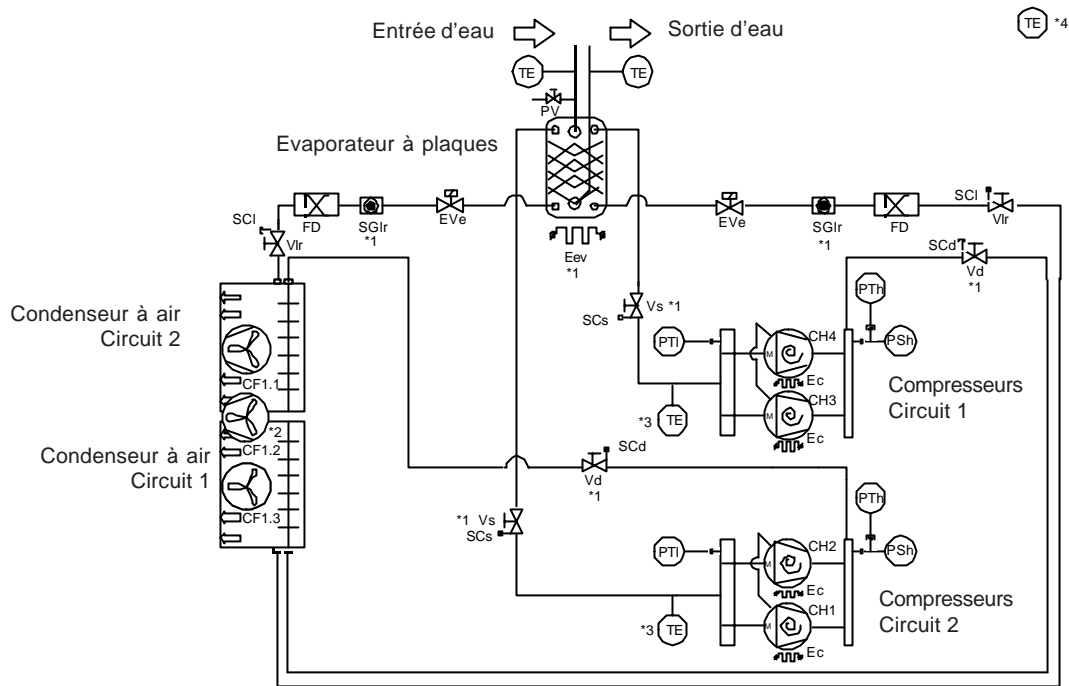 Entrée d'eau
Sortie d'eau
TE *4
TE
TE
PV
Evaporateur à plaques
SCl
Vlr
FD
SGlr
*1
EVe
EVe
SGlr
*1
FD
SCl
Vlr
Eev
*1
SCd
Vd
*1
Vs *1
SCs
PTl
*3 TE
M
CH4
Ec
M
CH3
Ec
PTh
PSh
Compresseurs
Circuit 1
Condenseur à air
Circuit 2
CF1.1
*2
CF1.2
Condenseur à air
Circuit 1
CF1.3
SCd
Vd
*1
*1 Vs
SCs
PTl
*3 TE
M
CH2
Ec
M
CH1
Ec
PTh
PSh
Compresseurs
Circuit 2